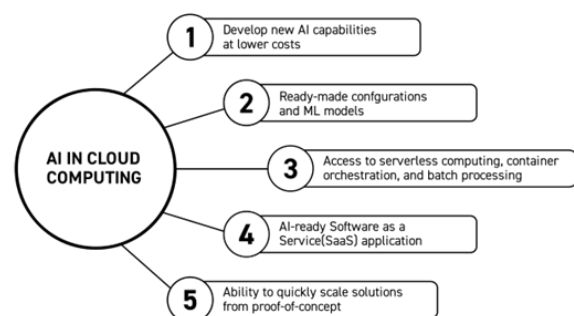 AI IN CLOUD
COMPUTING
1
Develop new AI capabilities
at lower costs
2
Ready-made confgurations
and ML models
3
Access to serverless computing, container
orchestration, and batch processing
4
AI-ready Software as a
Service(SaaS) application
5
Ability to quickly scale solutions
from proof-of-concept